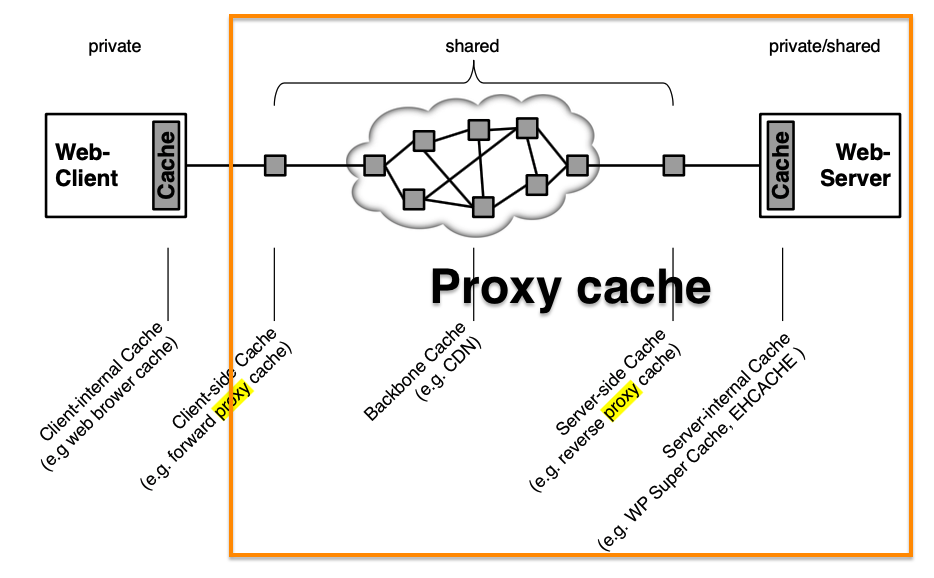 private
shared
private/shared
Web-
Client
Cache
Cache
Web-
Server
Proxy cache
Client-internal Cache
(e.g web brower cache)
Client-side Cache
(e.g. forward proxy cache)
Backbone Cache
(e.g. CDN)
Server-side Cache
(e.g. reverse proxy cache)
Server-internal Cache
(e.g. WP Super Cache, EHCACHE )